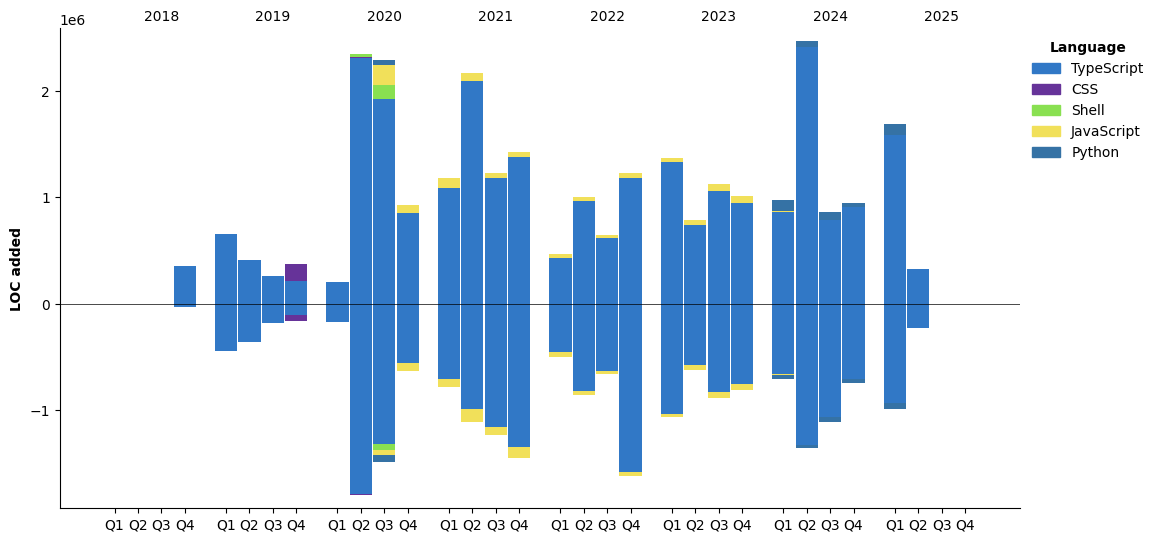 2018 2019 2020 2021 2022 2023 2024 2025
1e6
Language
TypeScript
CSS
Shell
JavaScript
Python
LOC added
2
1
0
−1
Q1 Q2 Q3 Q4 Q1 Q2 Q3 Q4 Q1 Q2 Q3 Q4 Q1 Q2 Q3 Q4 Q1 Q2 Q3 Q4 Q1 Q2 Q3 Q4 Q1 Q2 Q3 Q4 Q1 Q2 Q3 Q4